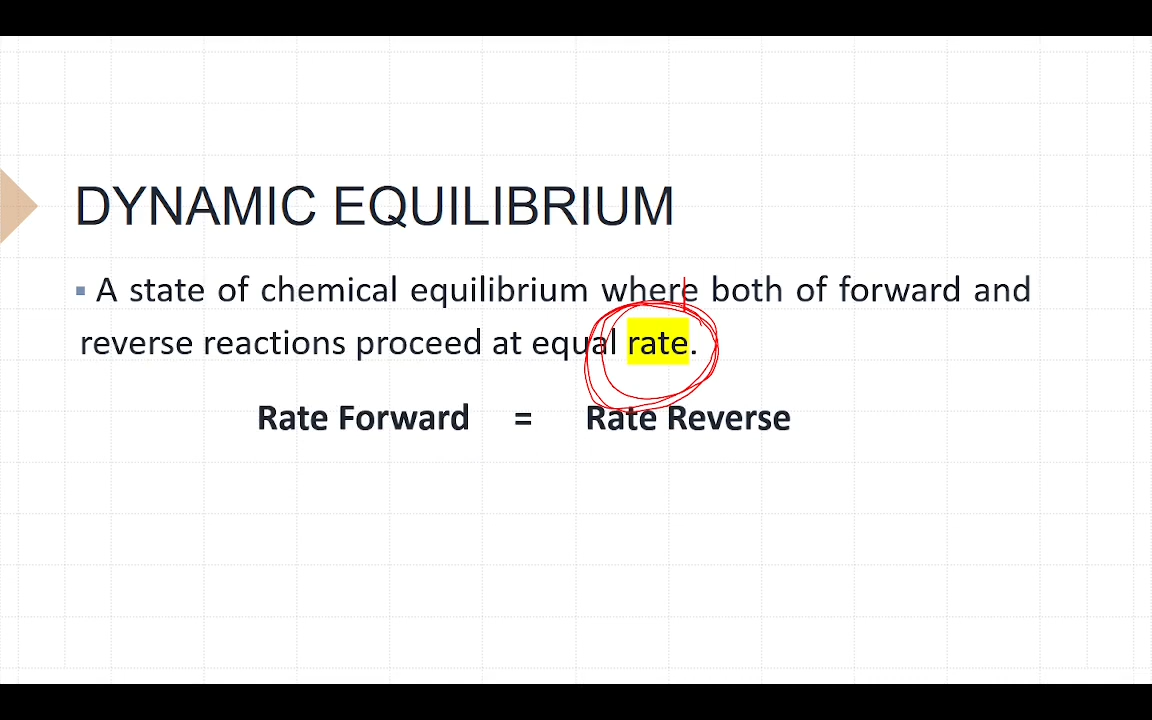 DYNAMIC EQUILIBRIUM
▪ A state of chemical equilibrium where both of forward and
reverse reactions proceed at equal rate.
Rate Forward = Rate Reverse